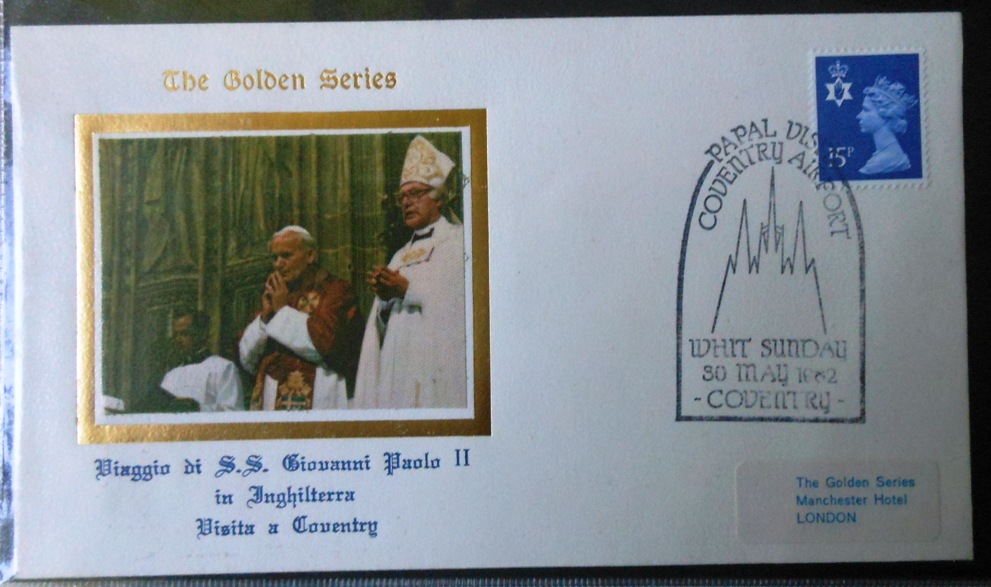 The Golden Series
15P
PAPAL VIS
COVENTRY AIRPORT
WHIT SUNDAY
30 MAY 1982
- COVENTRY -
Viaggio di S.S. Giovanni Paolo II
in Inghilterra
Visita a Coventry
The Golden Series
Manchester Hotel
LONDON